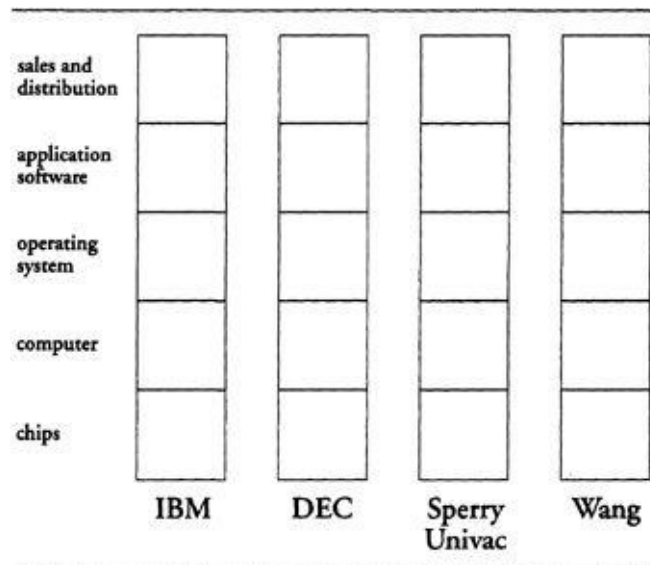 sales and
distribution
application
software
operating
system
computer
chips
IBM DEC Sperry Wang
Univac